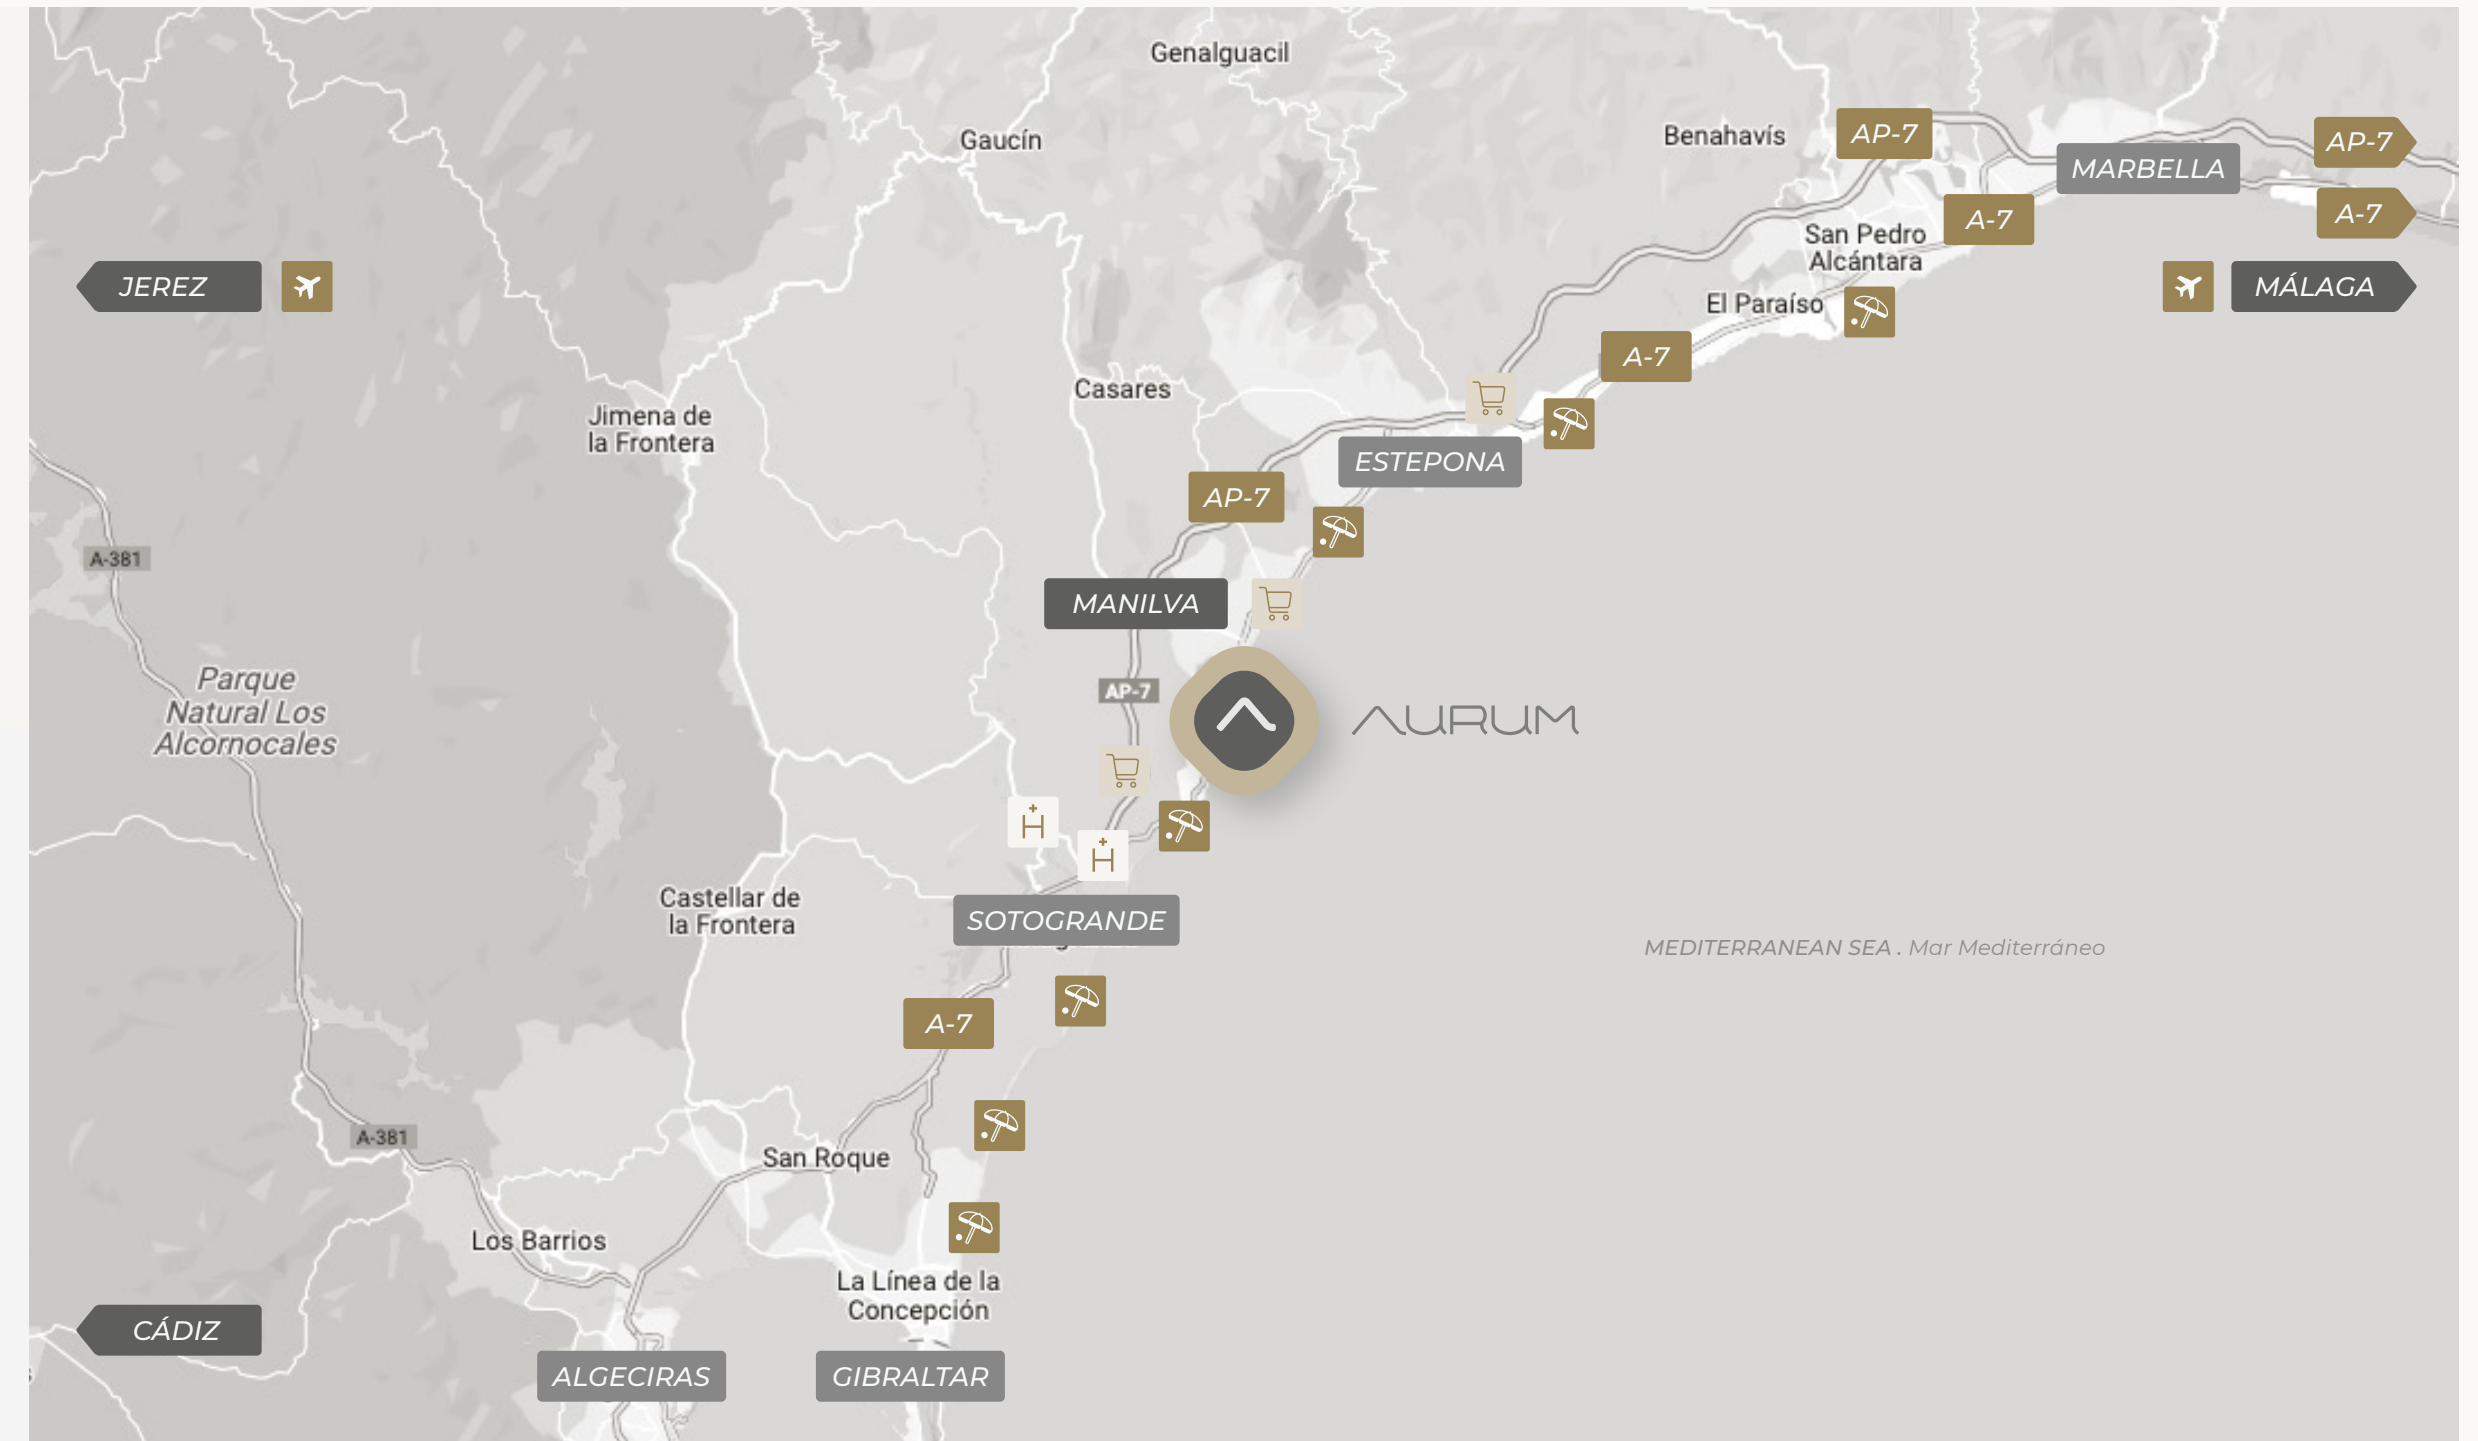 Genalguacil
Gaucín
Benahavís
AP-7
AP-7
MARBELLA
A-7
A-7
San Pedro
Alcántara
JEREZ
MÁLAGA
El Paraíso
A-7
Casares
Jimena de
la Frontera
ESTEPONA
AP-7
A-381
MANILVA
Parque
Natural Los
Alcornocales
AP-7
AURUM
H
H
Castellar de
la Frontera
SOTOGRANDE
MEDITERRANEAN SEA . Mar Mediterráneo
A-7
A-381
San Roque
Los Barrios
La Línea de la
Concepción
CÁDIZ
ALGECIRAS
GIBRALTAR